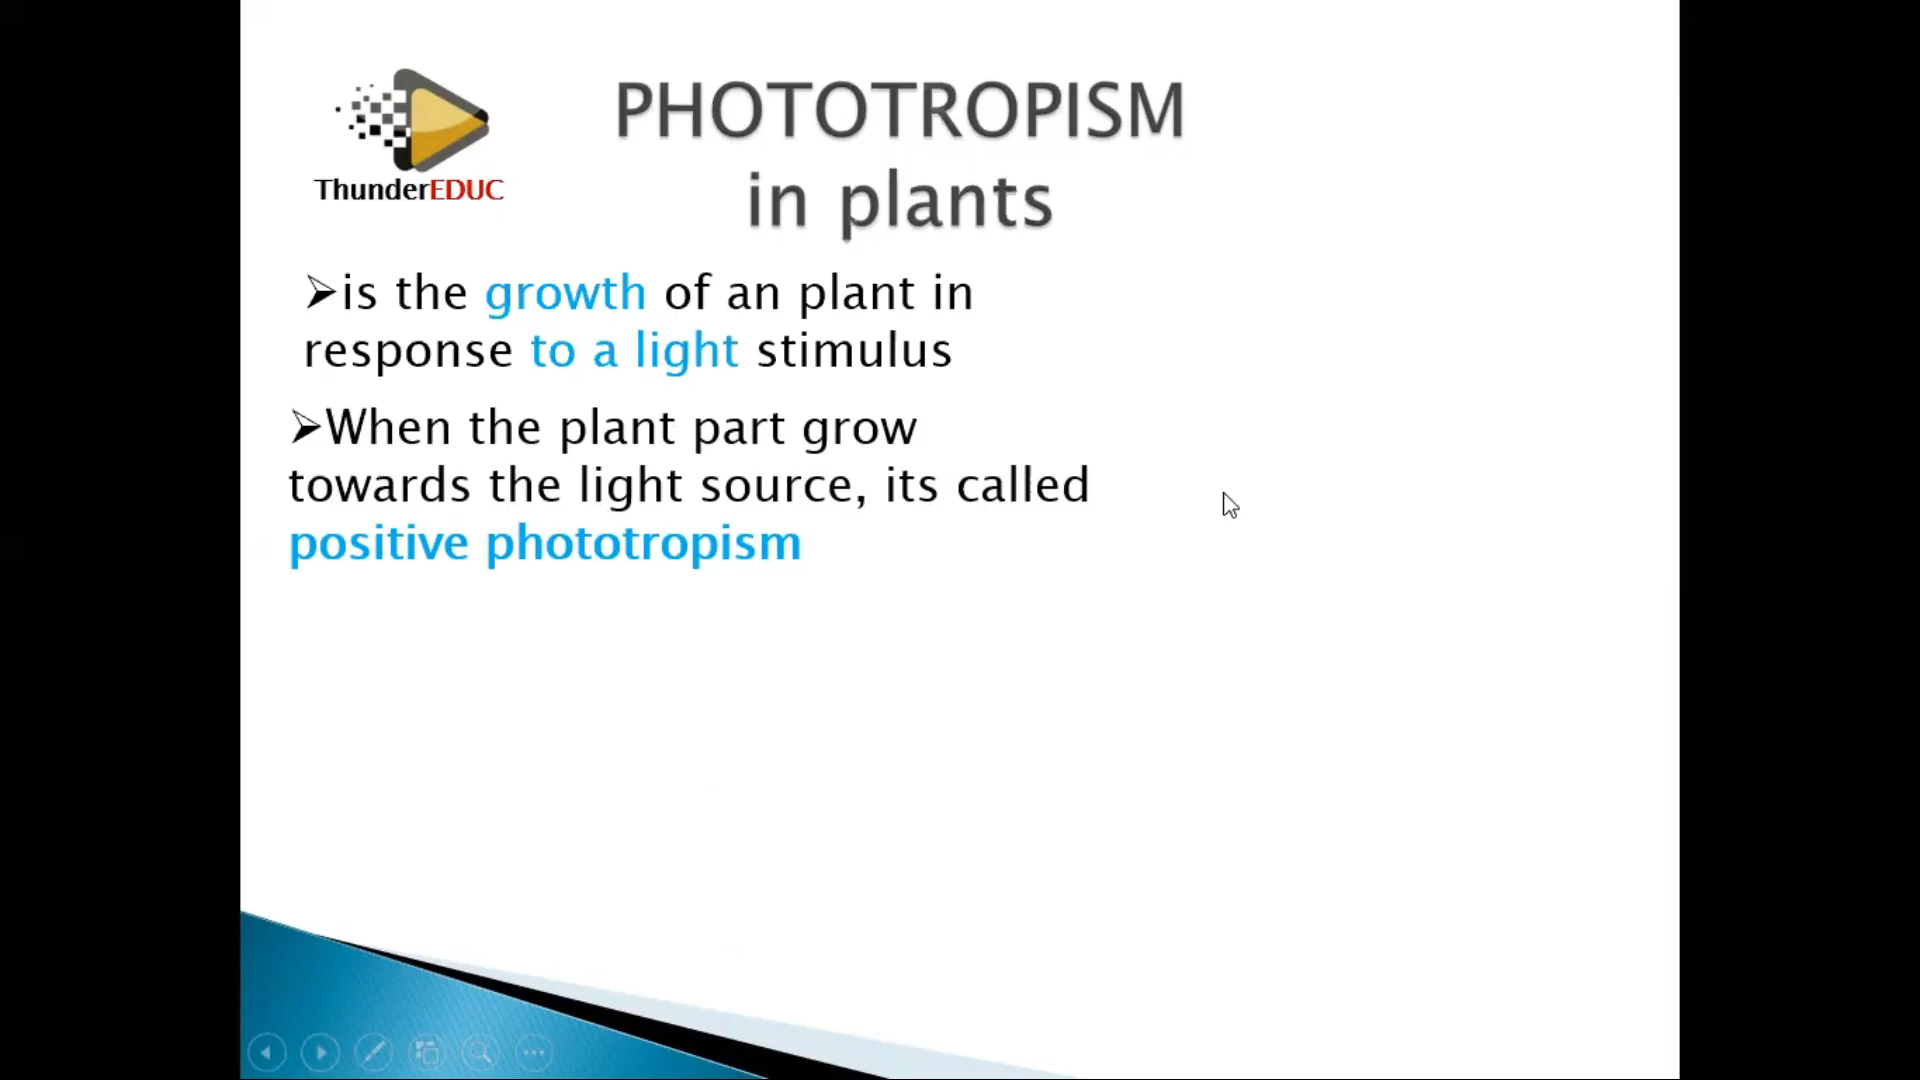 ThunderEDUC
PHOTOTROPISM
in plants
➢is the growth of an plant in
response to a light stimulus
➢When the plant part grow
towards the light source, its called
positive phototropism